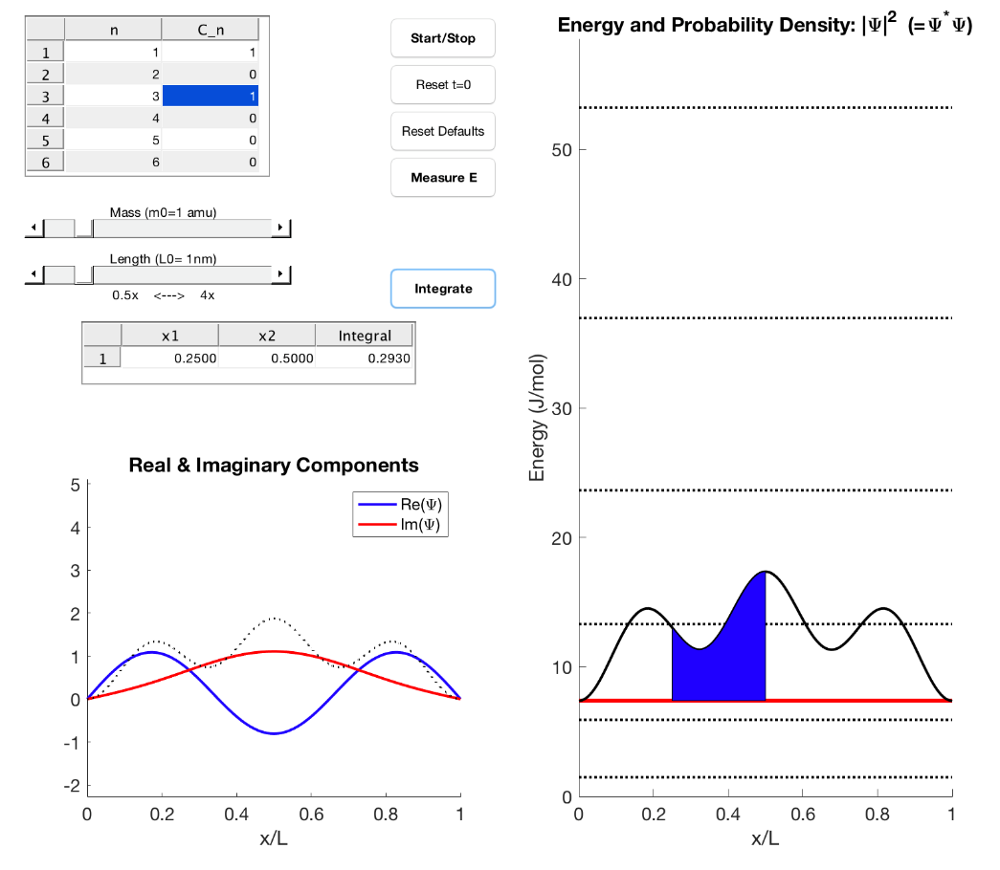 n C_n
1 1 1
2 2 0
3 3 1
4 4 0
5 5 0
6 6 0
Start/Stop
Reset t=0
Reset Defaults
Measure E
Mass (m0=1 amu)
Length (L0= 1nm)
0.5x <---> 4x
Integrate
x1 x2 Integral
1 0.2500 0.5000 0.2930
Real & Imaginary Components
Re(Ψ)
Im(Ψ)
5
4
3
2
1
0
-1
-2
0 0.2 0.4 0.6 0.8 1
x/L
Energy and Probability Density: |Ψ|² (=Ψ*Ψ)
Energy (J/mol)
50
40
30
20
10
0
0 0.2 0.4 0.6 0.8 1
x/L